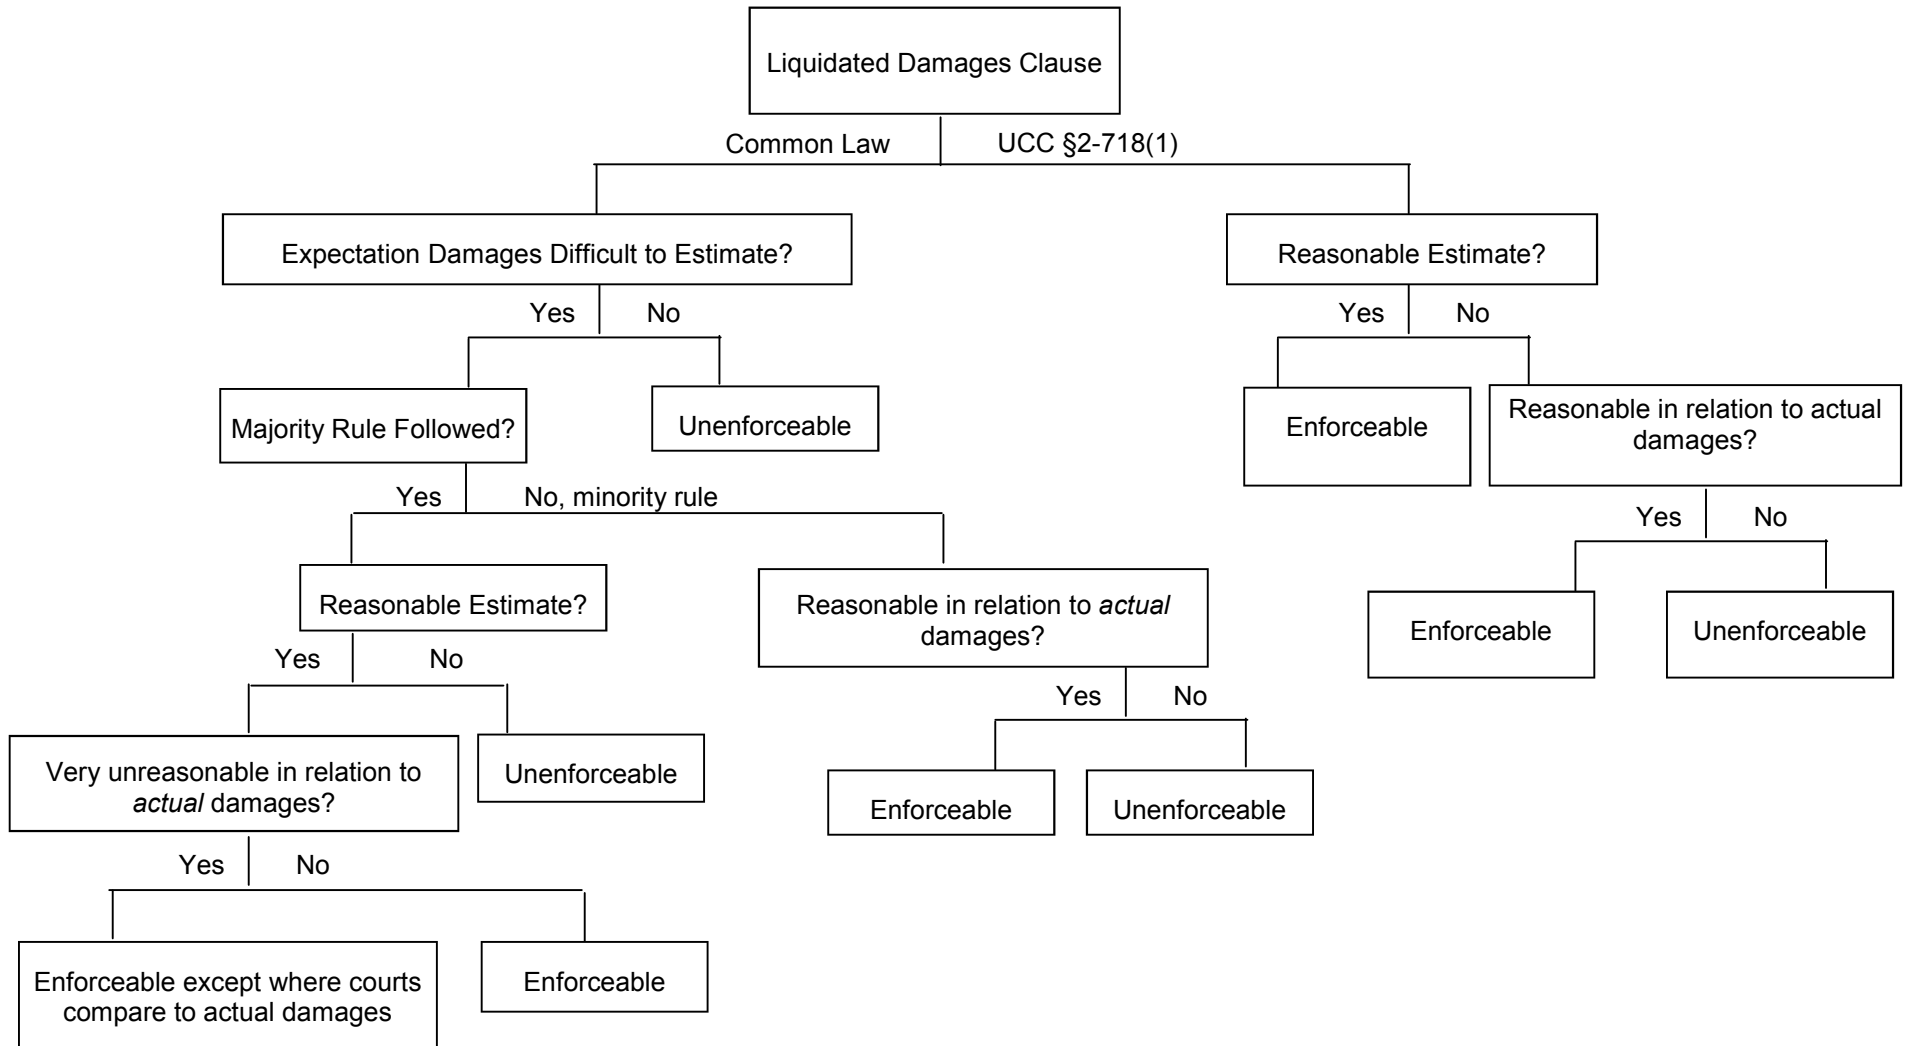 Liquidated Damages Clause
Common Law
UCC §2-718(1)
Expectation Damages Difficult to Estimate?
Reasonable Estimate?
Yes
No
Yes
No
Majority Rule Followed?
Unenforceable
Enforceable
Reasonable in relation to actual
damages?
Yes
No, minority rule
Yes
No
Reasonable Estimate?
Reasonable in relation to actual
damages?
Enforceable
Unenforceable
Yes
No
Yes
No
Very unreasonable in relation to
actual damages?
Unenforceable
Enforceable
Unenforceable
Yes
No
Enforceable except where courts
compare to actual damages
Enforceable